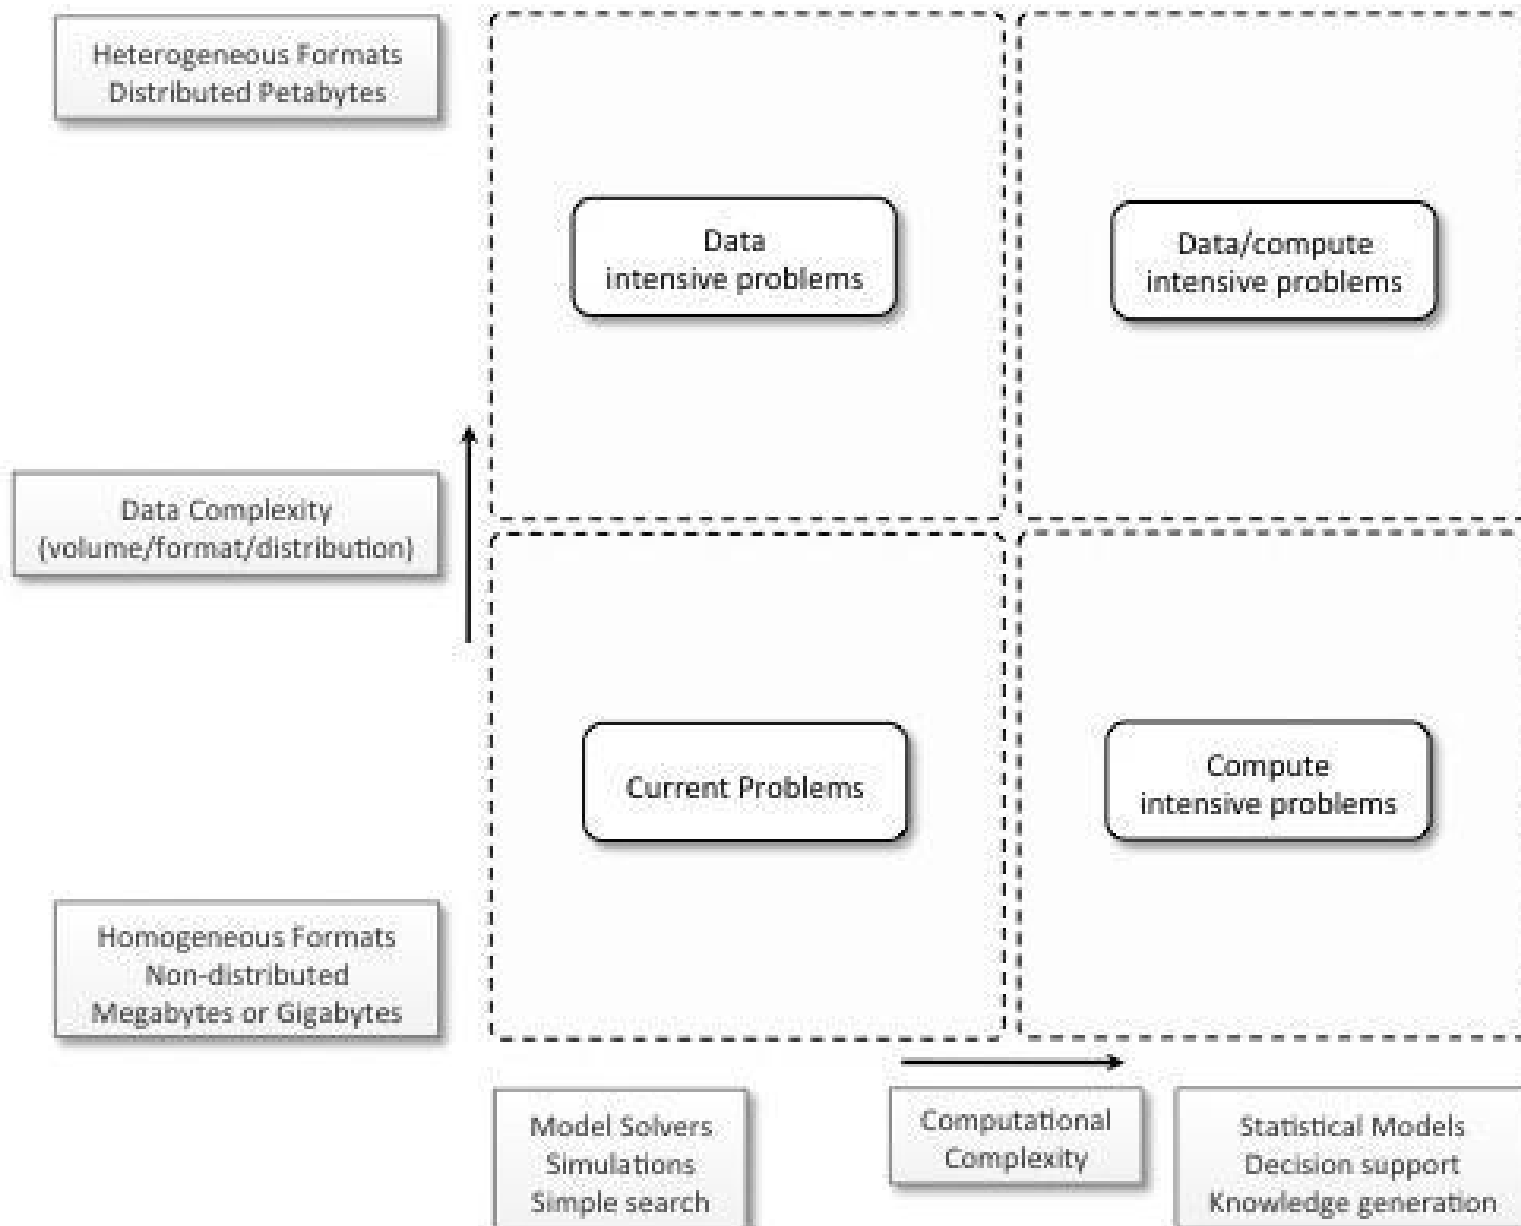 Heterogeneous Formats
Distributed Petabytes
Data
intensive problems
Data/compute
intensive problems
Data Complexity
(volume/format/distribution)
Current Problems
Compute
intensive problems
Homogeneous Formats
Non-distributed
Megabytes or Gigabytes
Model Solvers
Simulations
Simple search
Computational
Complexity
Statistical Models
Decision support
Knowledge generation